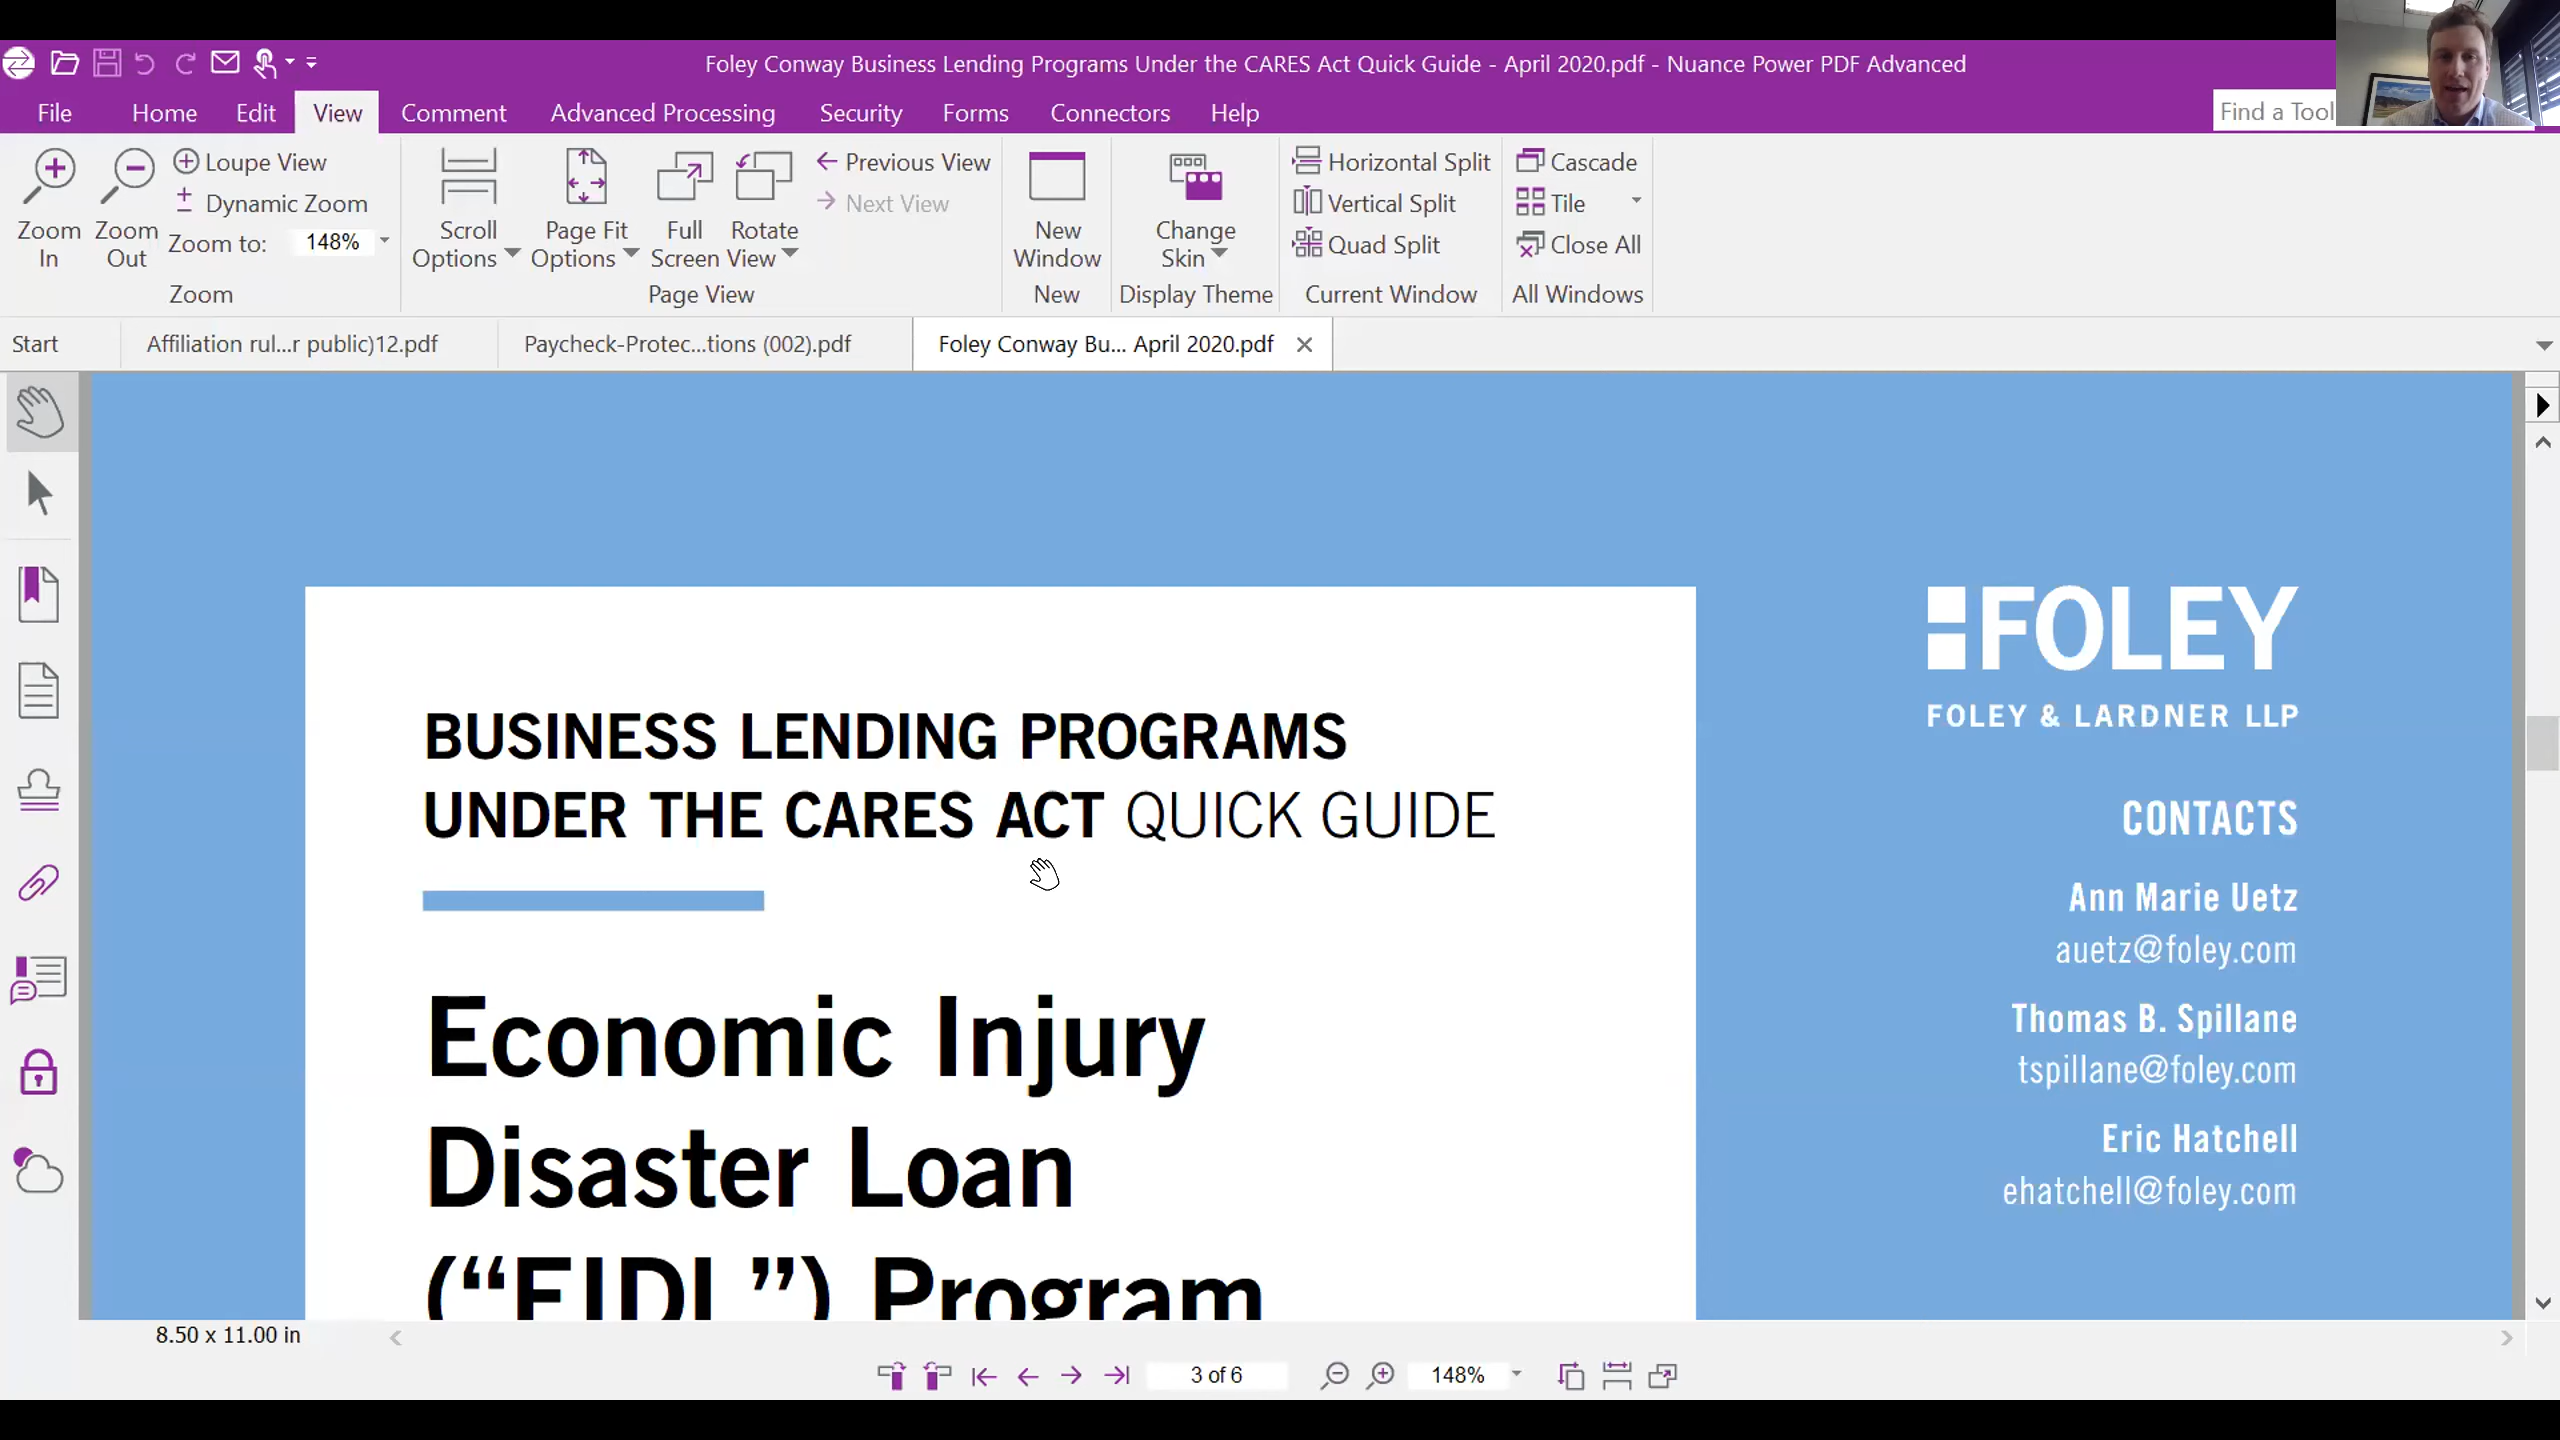 Foley Conway Business Lending Programs Under the CARES Act Quick Guide - April 2020.pdf - Nuance Power PDF Advanced
File Home Edit View Comment Advanced Processing Security Forms Connectors Help Find a Tool
Zoom In
Zoom Out
Loupe View
Dynamic Zoom
Zoom to: 148%
Zoom
Scroll Options
Page Fit Options
Full Screen
Rotate View
Previous View
Next View
Page View
New Window
New
Change Skin
Display Theme
Horizontal Split
Vertical Split
Quad Split
Current Window
Cascade
Tile
Close All
All Windows
Start
Affiliation rul...r public)12.pdf
Paycheck-Protec...tions (002).pdf
Foley Conway Bu... April 2020.pdf
BUSINESS LENDING PROGRAMS
UNDER THE CARES ACT QUICK GUIDE
Economic Injury
Disaster Loan
(“EIDL”) Program
FOLEY
FOLEY & LARDNER LLP
CONTACTS
Ann Marie Uetz
auetz@foley.com
Thomas B. Spillane
tspillane@foley.com
Eric Hatchell
ehatchell@foley.com
8.50 x 11.00 in
3 of 6
148%